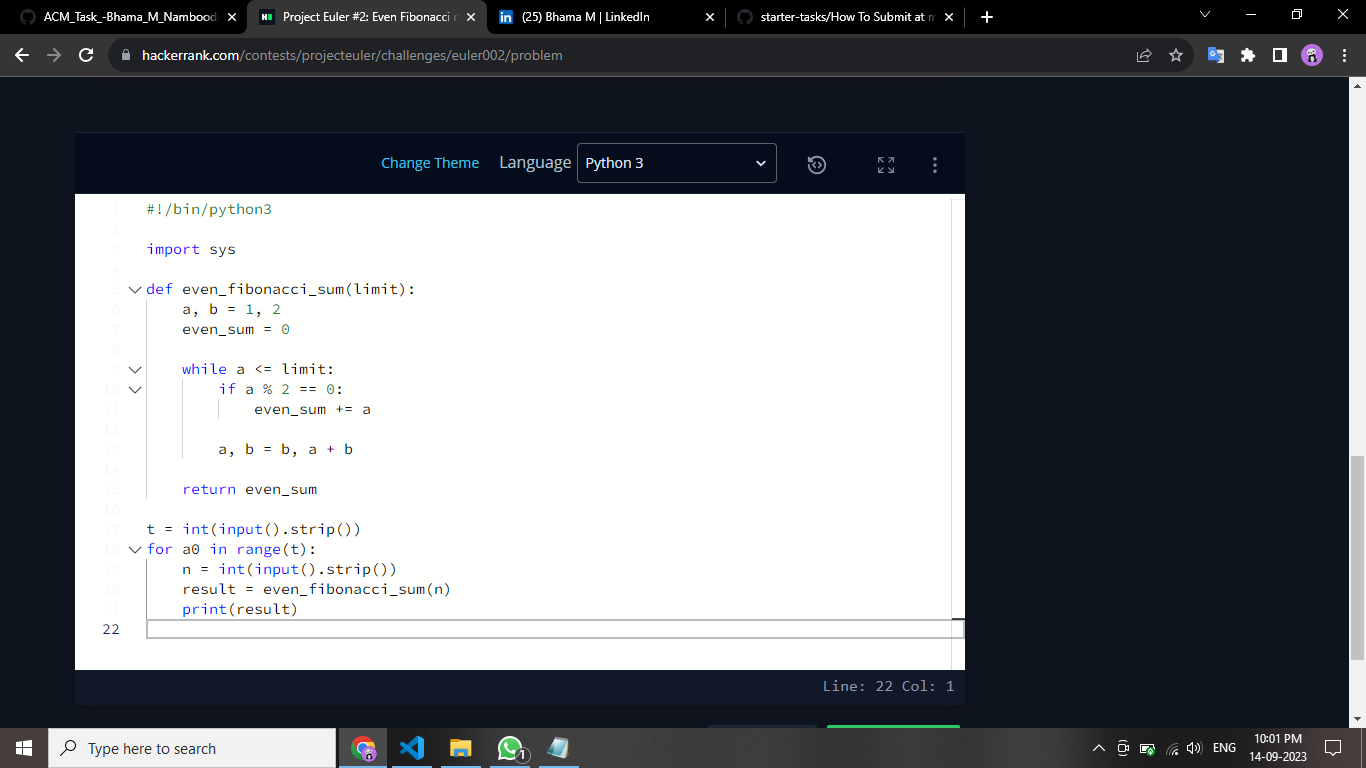 ACM_Task_-Bhama_M_Nambood
Project Euler #2: Even Fibonacci
(25) Bhama M | LinkedIn
starter-tasks/How To Submit at m
hackerrank.com/contests/projecteuler/challenges/euler002/problem
Change Theme Language Python 3
1 #!/bin/python3
2
3 import sys
4
5 def even_fibonacci_sum(limit):
6 a, b = 1, 2
7 even_sum = 0
8
9 while a <= limit:
10 if a % 2 == 0:
11 even_sum += a
12
13 a, b = b, a + b
14
15 return even_sum
16
17 t = int(input().strip())
18 for a0 in range(t):
19 n = int(input().strip())
20 result = even_fibonacci_sum(n)
21 print(result)
22
Line: 22 Col: 1
Type here to search
1
ENG
10:01 PM
14-09-2023